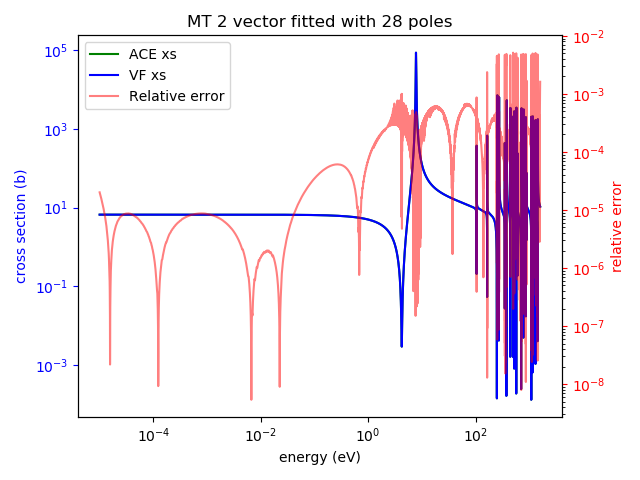 MT 2 vector fitted with 28 poles
ACE xs
VF xs
Relative error
cross section (b)
10^5
10^3
10^1
10^−1
10^−3
relative error
10^−2
10^−3
10^−4
10^−5
10^−6
10^−7
10^−8
10^−4
10^−2
10^0
10^2
energy (eV)